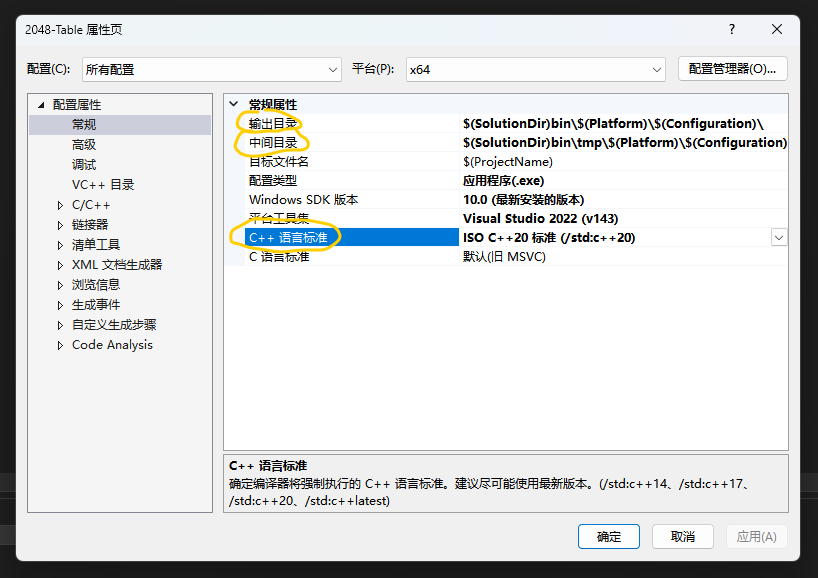 2048-Table 属性页
?
配置(C):
所有配置
平台(P):
x64
配置管理器(O)...
配置属性
常规
高级
调试
VC++ 目录
C/C++
链接器
清单工具
XML 文档生成器
浏览信息
生成事件
自定义生成步骤
Code Analysis
常规属性
输出目录 $(SolutionDir)bin\$(Platform)\$(Configuration)\
中间目录 $(SolutionDir)bin\tmp\$(Platform)\$(Configuration)
目标文件名 $(ProjectName)
配置类型 应用程序(.exe)
Windows SDK 版本 10.0 (最新安装的版本)
平台工具集 Visual Studio 2022 (v143)
C++ 语言标准 ISO C++20 标准 (/std:c++20)
C 语言标准 默认(旧 MSVC)
C++ 语言标准
确定编译器将强制执行的 C++ 语言标准。建议尽可能使用最新版本。(/std:c++14、/std:c++17、
/std:c++20、/std:c++latest)
确定
取消
应用(A)